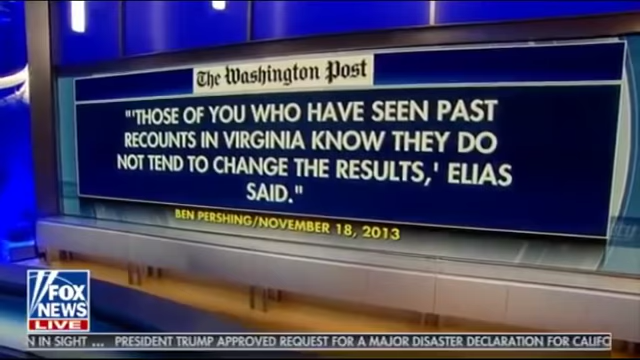 The Washington Post
"'THOSE OF YOU WHO HAVE SEEN PAST
RECOUNTS IN VIRGINIA KNOW THEY DO
NOT TEND TO CHANGE THE RESULTS,' ELIAS
SAID."
BEN PERSHING/NOVEMBER 18, 2013
FOX
NEWS
LIVE
N IN SIGHT ... PRESIDENT TRUMP APPROVED REQUEST FOR A MAJOR DISASTER DECLARATION FOR CALIFC